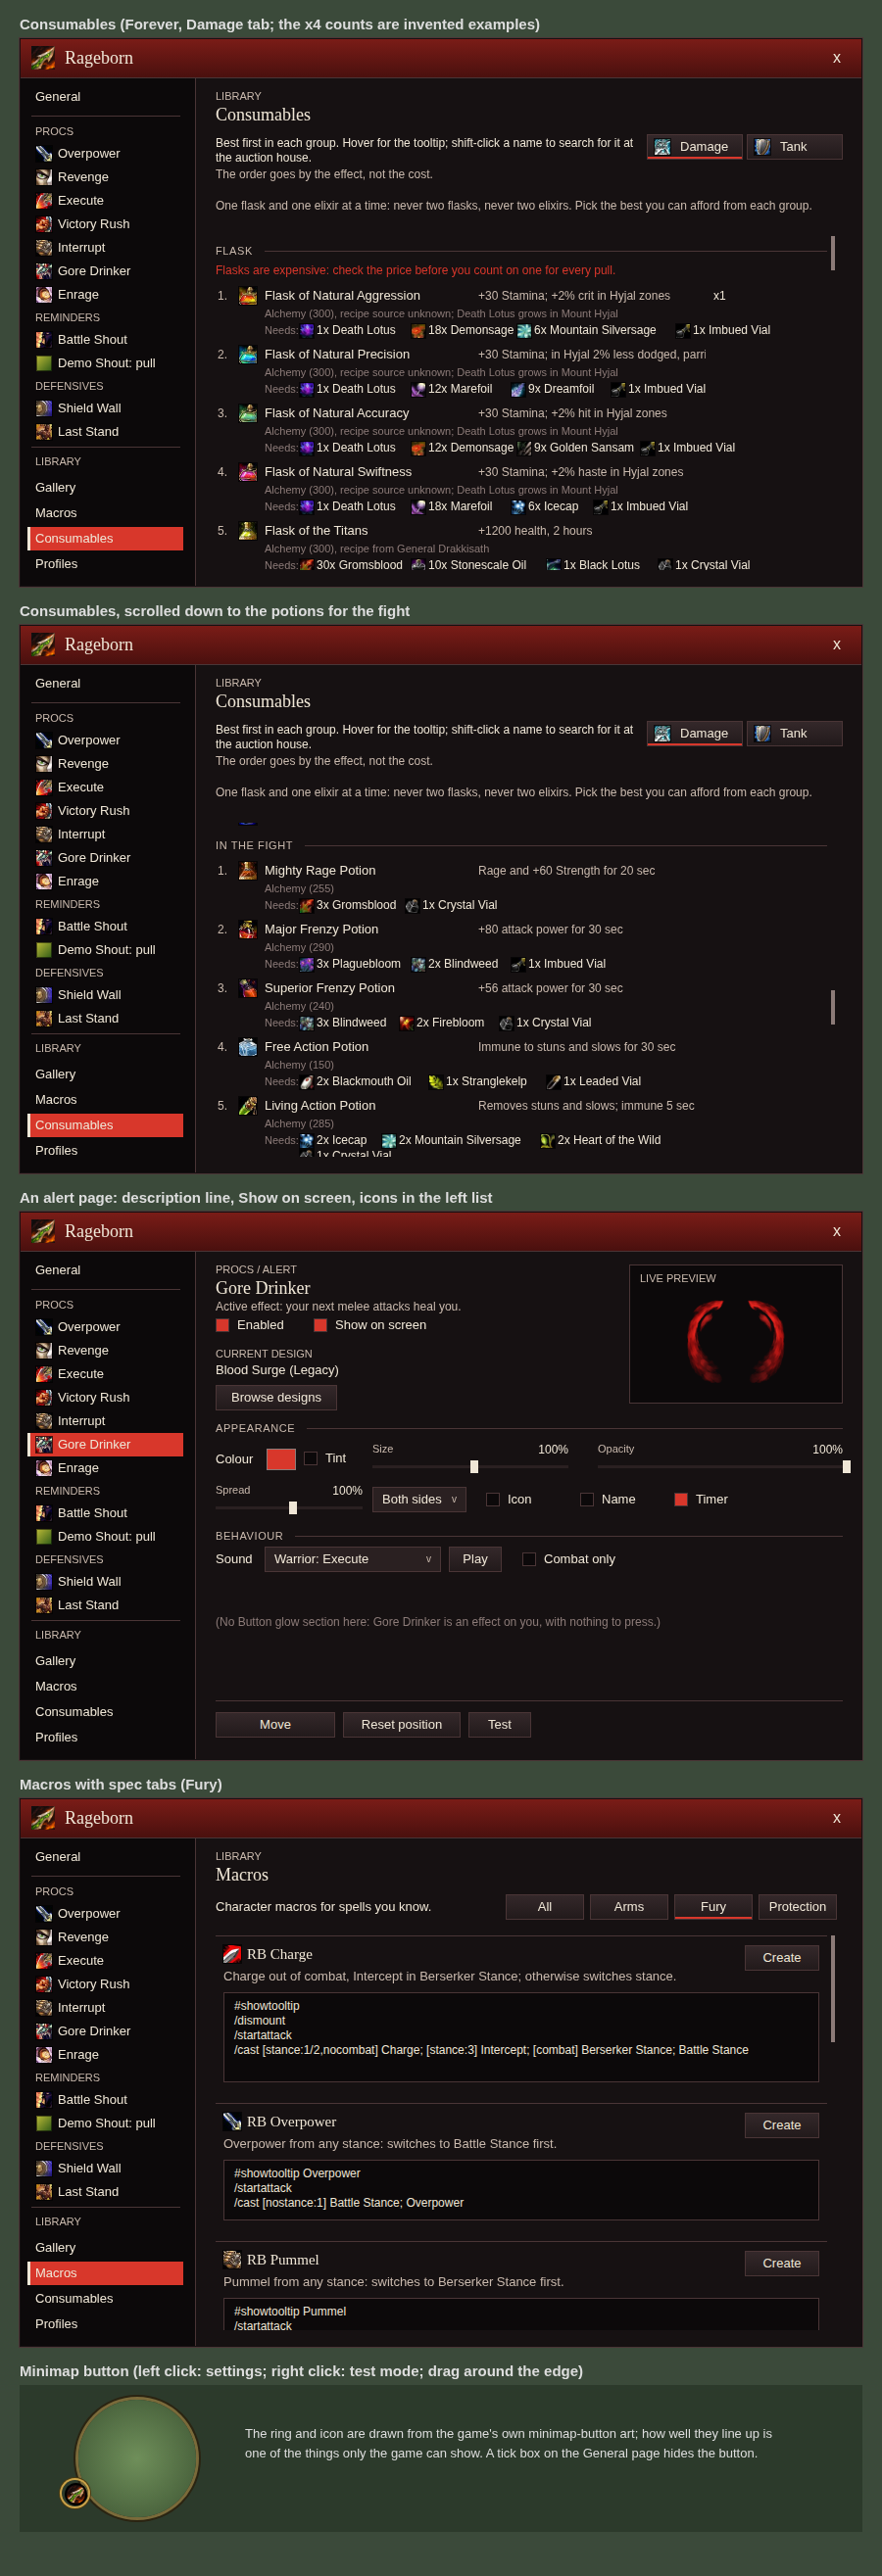 Consumables (Forever, Damage tab; the x4 counts are invented examples)
Rageborn
x
General
PROCS
Overpower
Revenge
Execute
Victory Rush
Interrupt
Gore Drinker
Enrage
REMINDERS
Battle Shout
Demo Shout: pull
DEFENSIVES
Shield Wall
Last Stand
LIBRARY
Gallery
Macros
Consumables
Profiles
LIBRARY
Consumables
Best first in each group. Hover for the tooltip; shift-click a name to search for it at
the auction house.
The order goes by the effect, not the cost.
Damage
Tank
One flask and one elixir at a time: never two flasks, never two elixirs. Pick the best you can afford from each group.
FLASK
Flasks are expensive: check the price before you count on one for every pull.
1. Flask of Natural Aggression +30 Stamina; +2% crit in Hyjal zones x1
Alchemy (300), recipe source unknown; Death Lotus grows in Mount Hyjal
Needs: 1x Death Lotus 18x Demonsage 6x Mountain Silversage 1x Imbued Vial
2. Flask of Natural Precision +30 Stamina; in Hyjal 2% less dodged, parri
Alchemy (300), recipe source unknown; Death Lotus grows in Mount Hyjal
Needs: 1x Death Lotus 12x Marefoil 9x Dreamfoil 1x Imbued Vial
3. Flask of Natural Accuracy +30 Stamina; +2% hit in Hyjal zones
Alchemy (300), recipe source unknown; Death Lotus grows in Mount Hyjal
Needs: 1x Death Lotus 12x Demonsage 9x Golden Sansam 1x Imbued Vial
4. Flask of Natural Swiftness +30 Stamina; +2% haste in Hyjal zones
Alchemy (300), recipe source unknown; Death Lotus grows in Mount Hyjal
Needs: 1x Death Lotus 18x Marefoil 6x Icecap 1x Imbued Vial
5. Flask of the Titans +1200 health, 2 hours
Alchemy (300), recipe from General Drakkisath
Needs: 30x Gromsblood 10x Stonescale Oil 1x Black Lotus 1x Crystal Vial
Consumables, scrolled down to the potions for the fight
Rageborn
x
General
PROCS
Overpower
Revenge
Execute
Victory Rush
Interrupt
Gore Drinker
Enrage
REMINDERS
Battle Shout
Demo Shout: pull
DEFENSIVES
Shield Wall
Last Stand
LIBRARY
Gallery
Macros
Consumables
Profiles
LIBRARY
Consumables
Best first in each group. Hover for the tooltip; shift-click a name to search for it at
the auction house.
The order goes by the effect, not the cost.
Damage
Tank
One flask and one elixir at a time: never two flasks, never two elixirs. Pick the best you can afford from each group.
IN THE FIGHT
1. Mighty Rage Potion Rage and +60 Strength for 20 sec
Alchemy (255)
Needs: 3x Gromsblood 1x Crystal Vial
2. Major Frenzy Potion +80 attack power for 30 sec
Alchemy (290)
Needs: 3x Plaguebloom 2x Blindweed 1x Imbued Vial
3. Superior Frenzy Potion +56 attack power for 30 sec
Alchemy (240)
Needs: 3x Blindweed 2x Firebloom 1x Crystal Vial
4. Free Action Potion Immune to stuns and slows for 30 sec
Alchemy (150)
Needs: 2x Blackmouth Oil 1x Stranglekelp 1x Leaded Vial
5. Living Action Potion Removes stuns and slows; immune 5 sec
Alchemy (285)
Needs: 2x Icecap 2x Mountain Silversage 2x Heart of the Wild
1x Crystal Vial
An alert page: description line, Show on screen, icons in the left list
Rageborn
x
General
PROCS
Overpower
Revenge
Execute
Victory Rush
Interrupt
Gore Drinker
Enrage
REMINDERS
Battle Shout
Demo Shout: pull
DEFENSIVES
Shield Wall
Last Stand
LIBRARY
Gallery
Macros
Consumables
Profiles
PROCS / ALERT
Gore Drinker
Active effect: your next melee attacks heal you.
Enabled Show on screen
LIVE PREVIEW
CURRENT DESIGN
Blood Surge (Legacy)
Browse designs
APPEARANCE
Colour Tint
Size 100%
Opacity 100%
Spread 100%
Both sides v
Icon Name Timer
BEHAVIOUR
Sound Warrior: Execute v Play Combat only
(No Button glow section here: Gore Drinker is an effect on you, with nothing to press.)
Move Reset position Test
Macros with spec tabs (Fury)
Rageborn
x
General
PROCS
Overpower
Revenge
Execute
Victory Rush
Interrupt
Gore Drinker
Enrage
REMINDERS
Battle Shout
Demo Shout: pull
DEFENSIVES
Shield Wall
Last Stand
LIBRARY
Gallery
Macros
Consumables
Profiles
LIBRARY
Macros
Character macros for spells you know.
All Arms Fury Protection
RB Charge
Create
Charge out of combat, Intercept in Berserker Stance; otherwise switches stance.
#showtooltip
/dismount
/startattack
/cast [stance:1/2,nocombat] Charge; [stance:3] Intercept; [combat] Berserker Stance; Battle Stance
RB Overpower
Create
Overpower from any stance: switches to Battle Stance first.
#showtooltip Overpower
/startattack
/cast [nostance:1] Battle Stance; Overpower
RB Pummel
Create
Pummel from any stance: switches to Berserker Stance first.
#showtooltip Pummel
/startattack
Minimap button (left click: settings; right click: test mode; drag around the edge)
The ring and icon are drawn from the game's own minimap-button art; how well they line up is
one of the things only the game can show. A tick box on the General page hides the button.